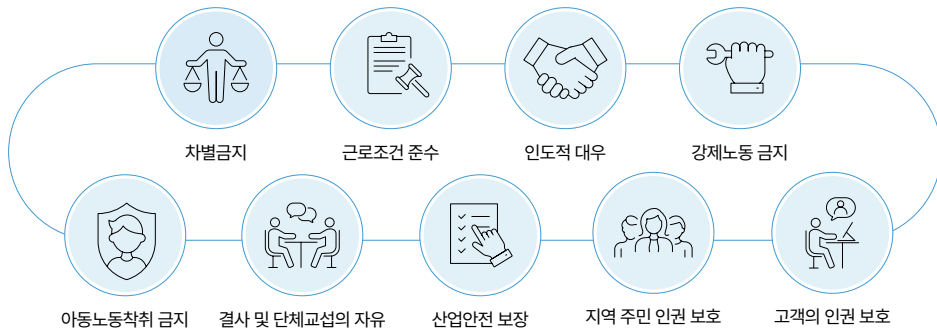 차별금지
근로조건 준수
인도적 대우
강제노동 금지
아동노동착취 금지
결사 및 단체교섭의 자유
산업안전 보장
지역 주민 인권 보호
고객의 인권 보호